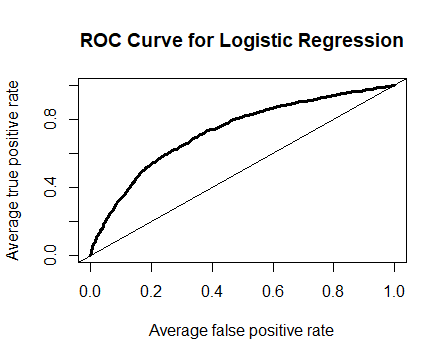 ROC Curve for Logistic Regression
Average true positive rate
0.8
0.4
0.0
0.0 0.2 0.4 0.6 0.8 1.0
Average false positive rate